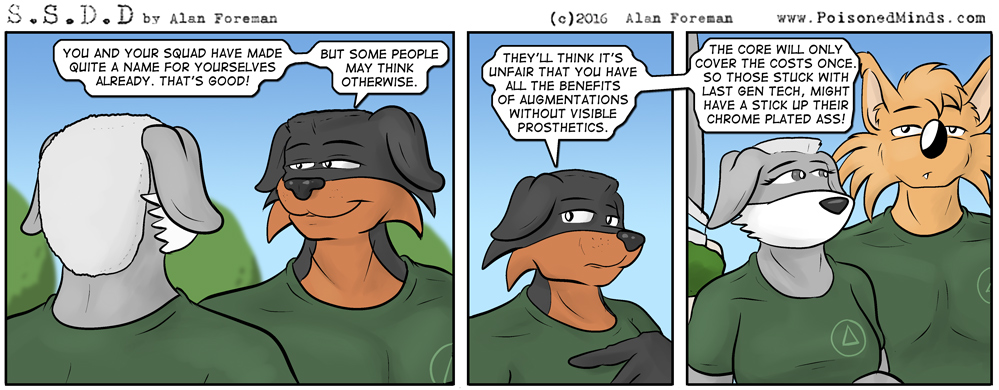 S.S.D.D by Alan Foreman
(c)2016 Alan Foreman
www.PoisonedMinds.com
YOU AND YOUR SQUAD HAVE MADE
QUITE A NAME FOR YOURSELVES
ALREADY. THAT'S GOOD!
BUT SOME PEOPLE
MAY THINK
OTHERWISE.
THEY'LL THINK IT'S
UNFAIR THAT YOU HAVE
ALL THE BENEFITS
OF AUGMENTATIONS
WITHOUT VISIBLE
PROSTHETICS.
THE CORE WILL ONLY
COVER THE COSTS ONCE.
SO THOSE STUCK WITH
LAST GEN TECH, MIGHT
HAVE A STICK UP THEIR
CHROME PLATED ASS!